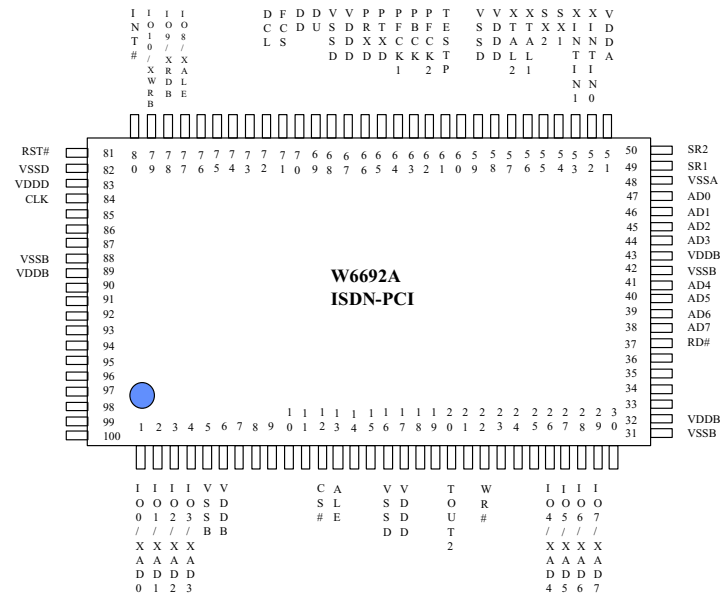 INT#
IO10/XWRB
IO9/XRDB
IO8/XALE
DCL
FCS
DD
DU
VSSD
VDDD
PRXD
PTXD
PFCK1
PBCK
PFCK2
TESTP
VSSD
VDDD
XTAL2
XTAL1
SX2
SX1
XINTIN1
XINTIN0
VDDA
80 79 78 77 76 75 74 73 72 71 70 69 68 67 66 65 64 63 62 61 60 59 58 57 56 55 54 53 52 51
RST# 81
VSSD 82
VDDD 83
CLK 84
85
86
87
VSSB 88
VDDB 89
90
91
92
93
94
95
96
97
98
99
100
W6692A
ISDN-PCI
50 SR2
49 SR1
48 VSSA
47 AD0
46 AD1
45 AD2
44 AD3
43 VDDB
42 VSSB
41 AD4
40 AD5
39 AD6
38 AD7
37 RD#
36
35
34
33
32 VDDB
31 VSSB
1 2 3 4 5 6 7 8 9 10 11 12 13 14 15 16 17 18 19 20 21 22 23 24 25 26 27 28 29 30
IO0/XAD0
IO1/XAD1
IO2/XAD2
IO3/XAD3
VSSB
VDDB
CS#
ALE
VSSD
VDDD
TOUT2
WR#
IO4/XAD4
IO5/XAD5
IO6/XAD6
IO7/XAD7